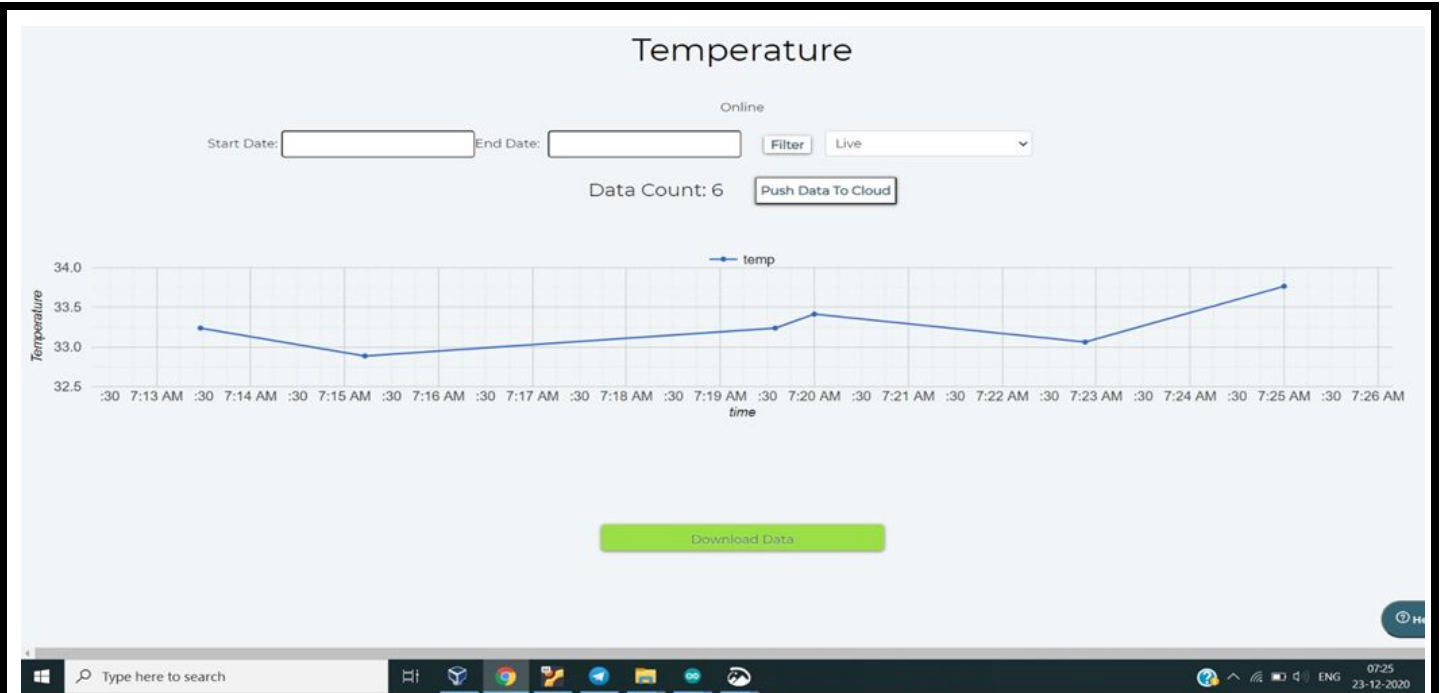 Temperature
Online
Start Date: End Date: Filter Live
Data Count: 6 Push Data To Cloud
temp
34.0
33.5
33.0
32.5
Temperature
:30 7:13 AM :30 7:14 AM :30 7:15 AM :30 7:16 AM :30 7:17 AM :30 7:18 AM :30 7:19 AM :30 7:20 AM :30 7:21 AM :30 7:22 AM :30 7:23 AM :30 7:24 AM :30 7:25 AM :30 7:26 AM
time
Download Data
Type here to search
ENG
07:25
23-12-2020